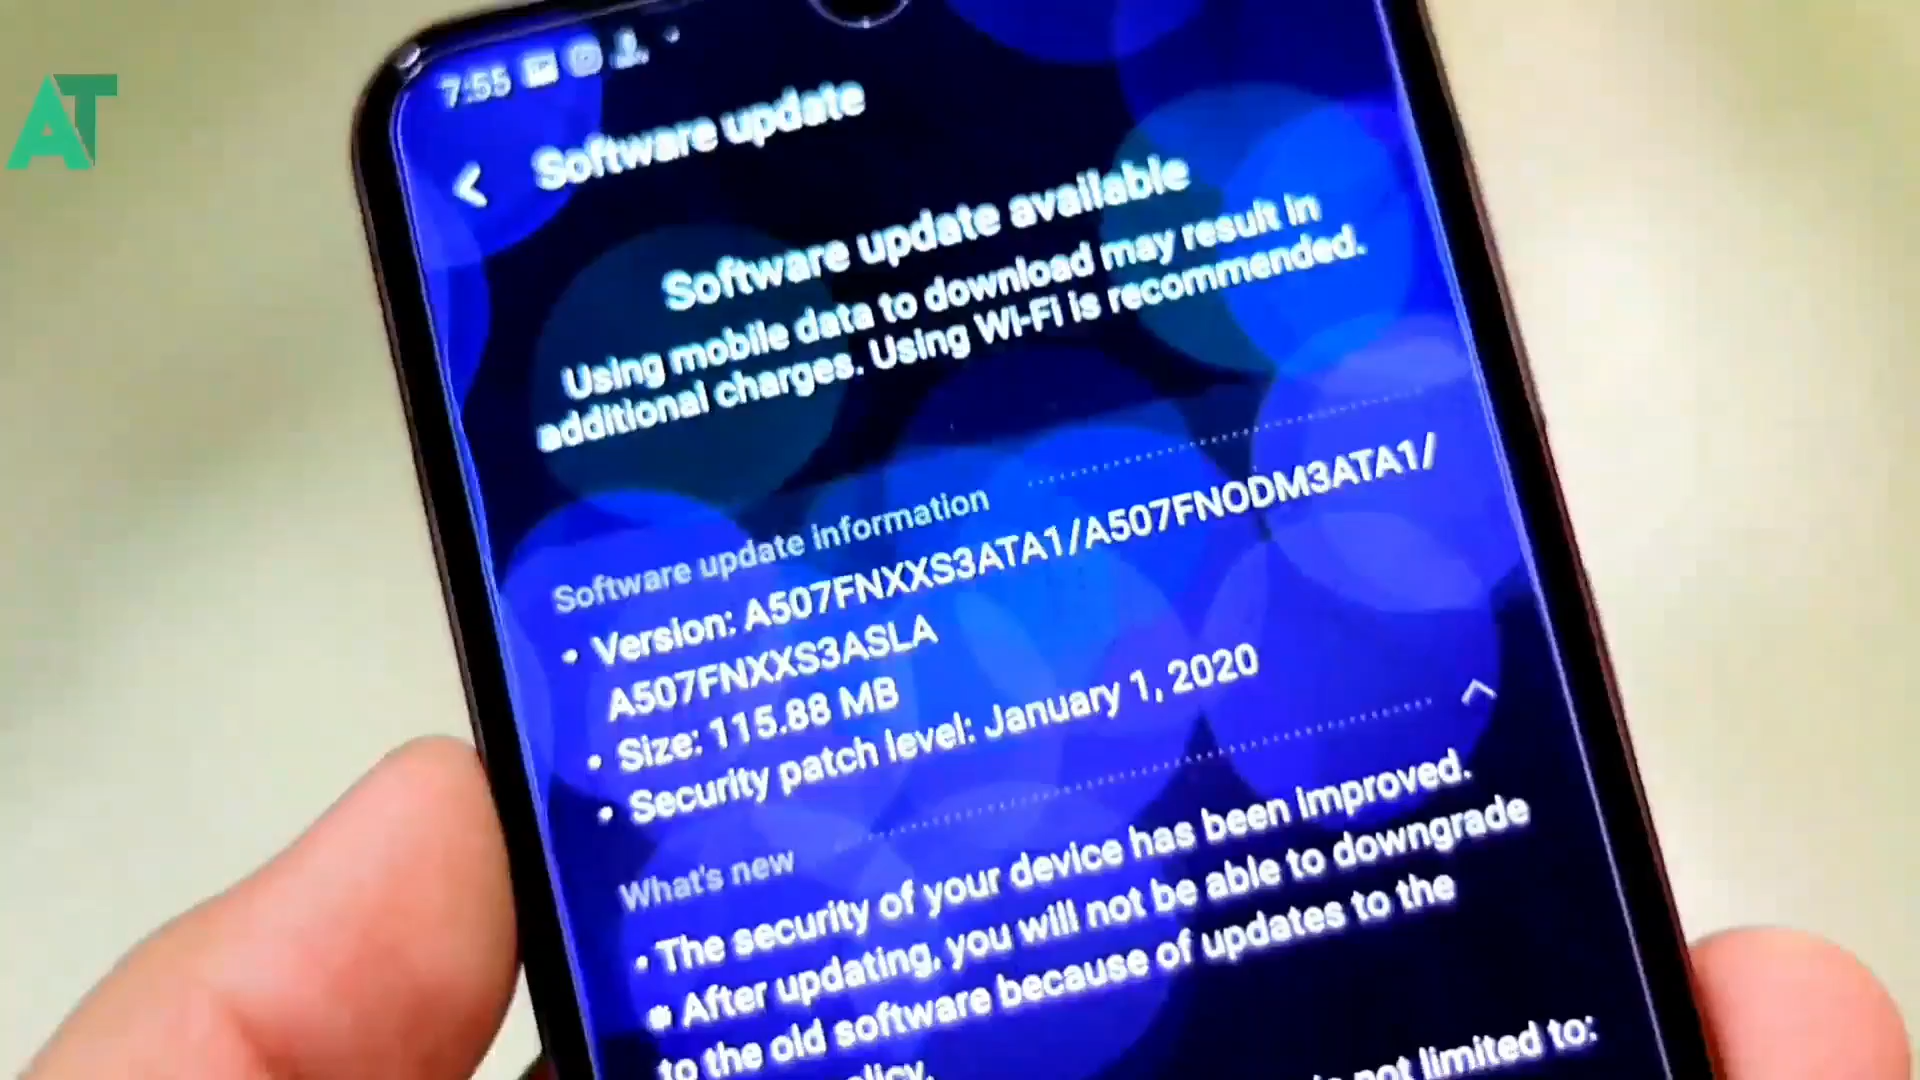 AT
7:55
Software update
Software update available
Using mobile data to download may result in
additional charges. Using Wi-Fi is recommended.
Software update information
• Version: A507FNXXS3ATA1/A507FNODM3ATA1/
A507FNXXS3ASLA
• Size: 115.88 MB
• Security patch level: January 1, 2020
What's new
• The security of your device has been improved.
• After updating, you will not be able to downgrade
to the old software because of updates to the
not limited to: